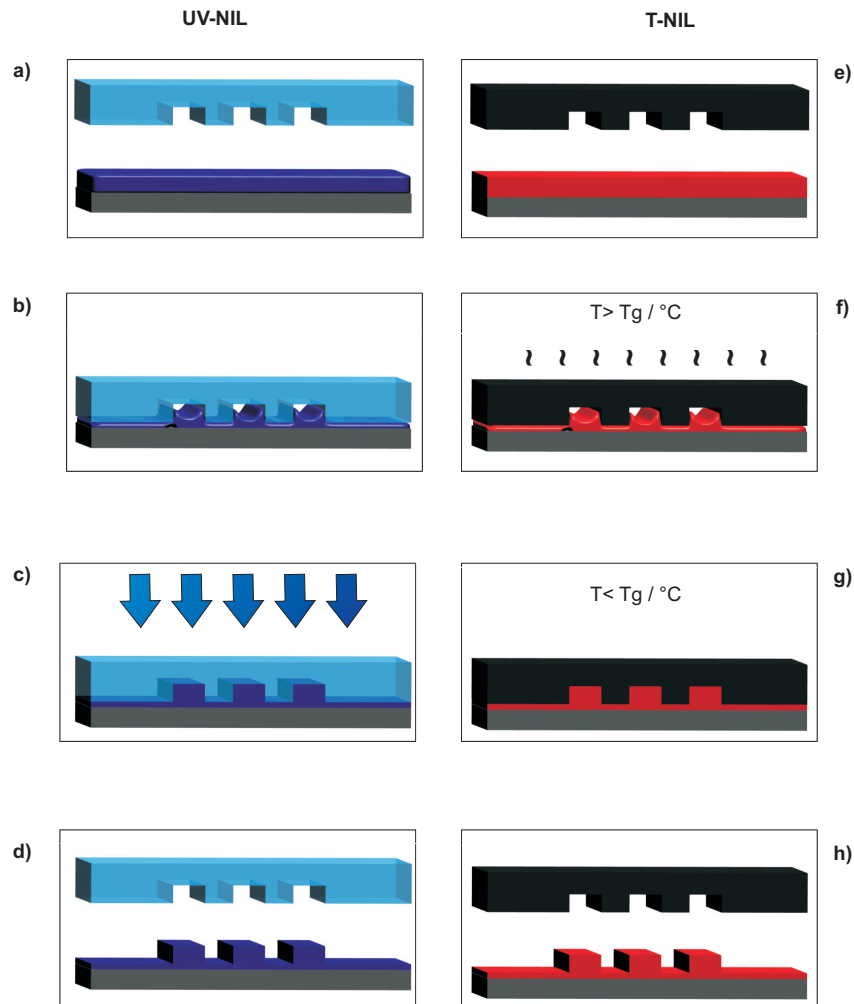 UV-NIL
T-NIL
a)
e)
b)
f)
T> Tg / °C
c)
g)
T< Tg / °C
d)
h)